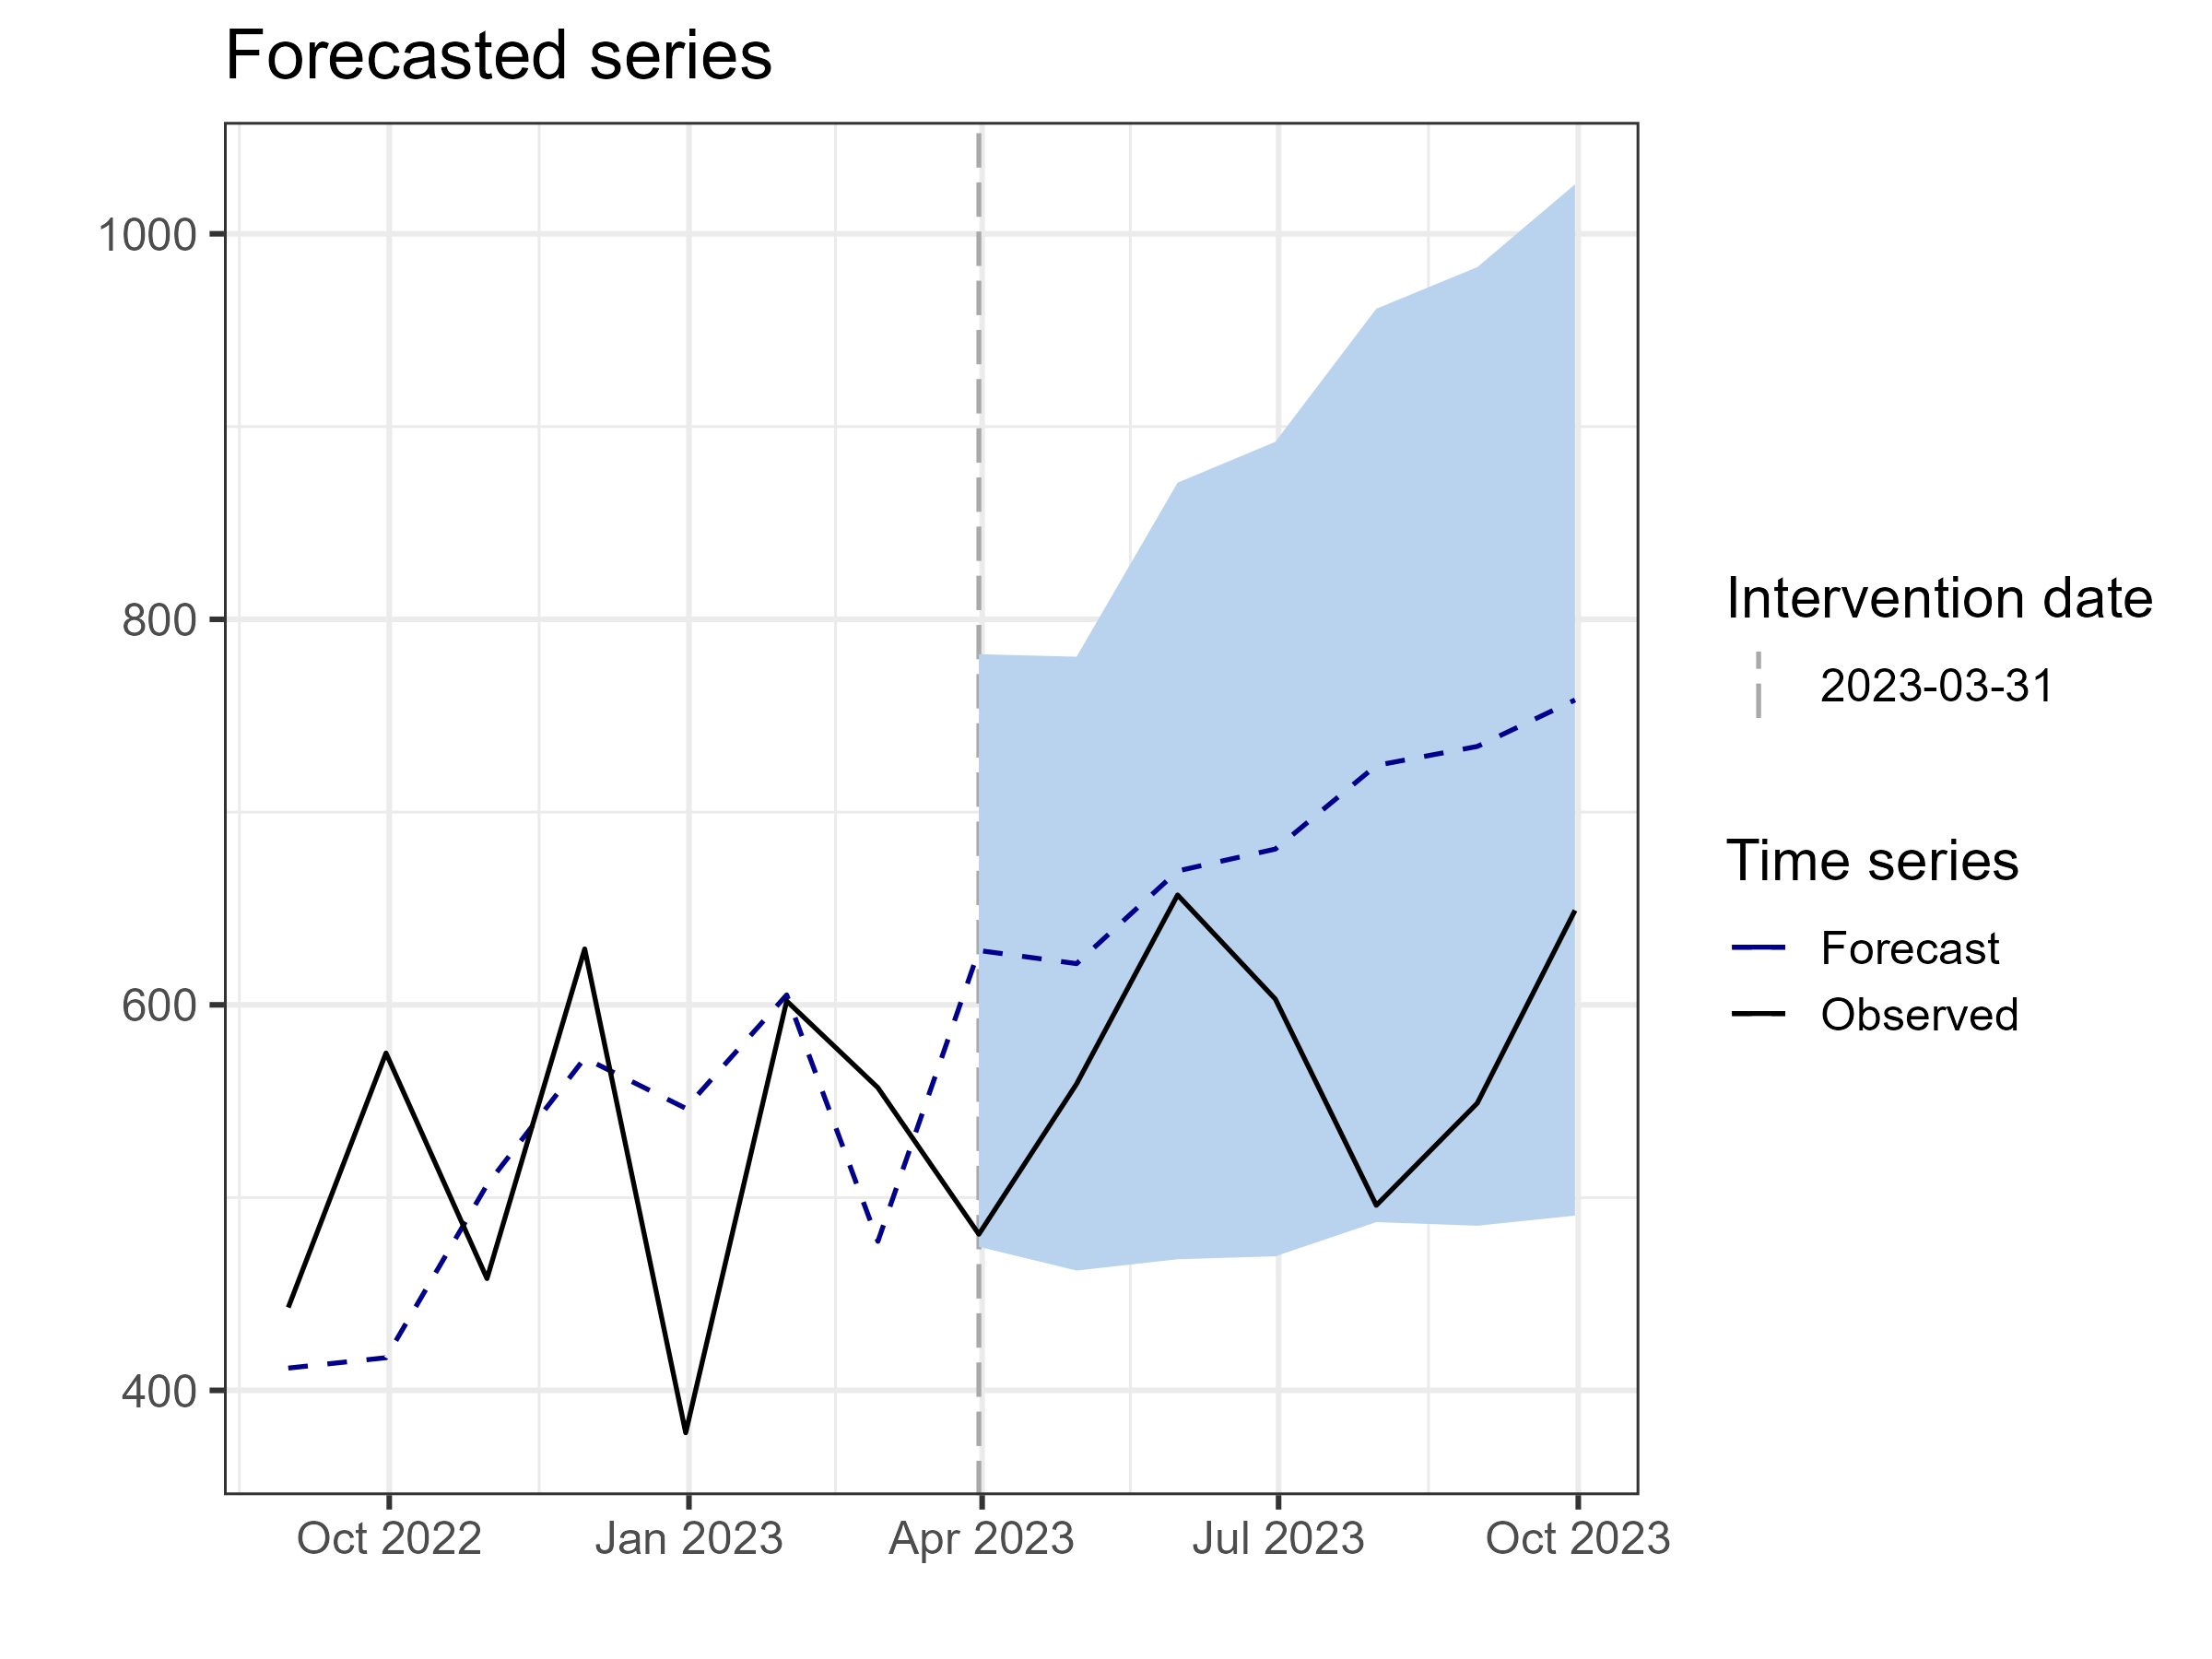 Forecasted series
1000
800
600
400
Oct 2022
Jan 2023
Apr 2023
Jul 2023
Oct 2023
Intervention date
2023-03-31
Time series
Forecast
Observed